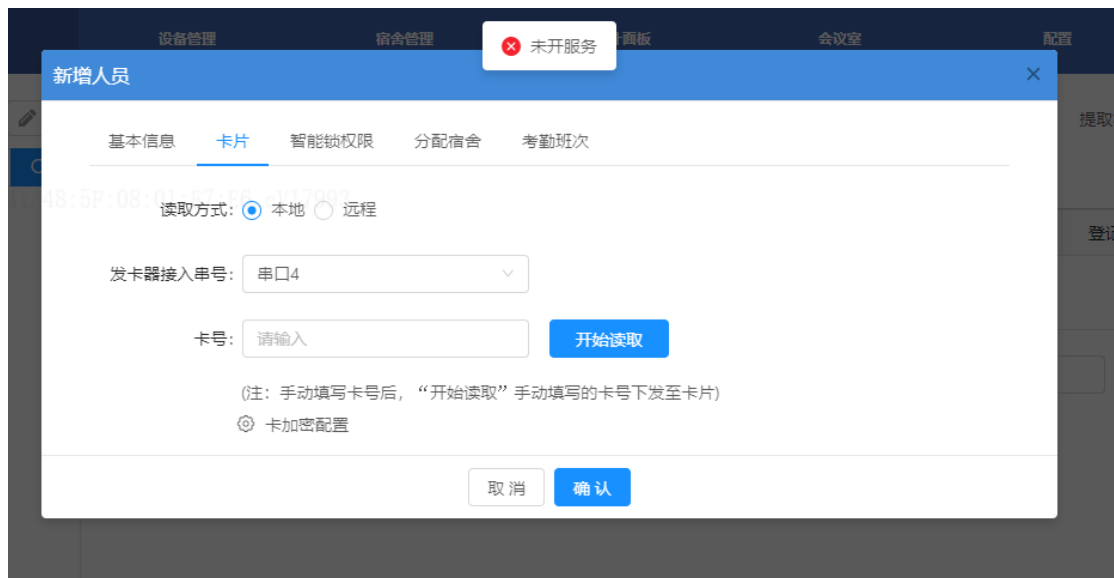 设备管理 宿舍管理 面板 会议室 配置
未开服务
新增人员
提取
基本信息 卡片 智能锁权限 分配宿舍 考勤班次
读取方式: 本地 远程
登记
发卡器接入串号: 串口4
卡号: 请输入 开始读取
(注: 手动填写卡号后, “开始读取”手动填写的卡号下发至卡片)
卡加密配置
取消 确认